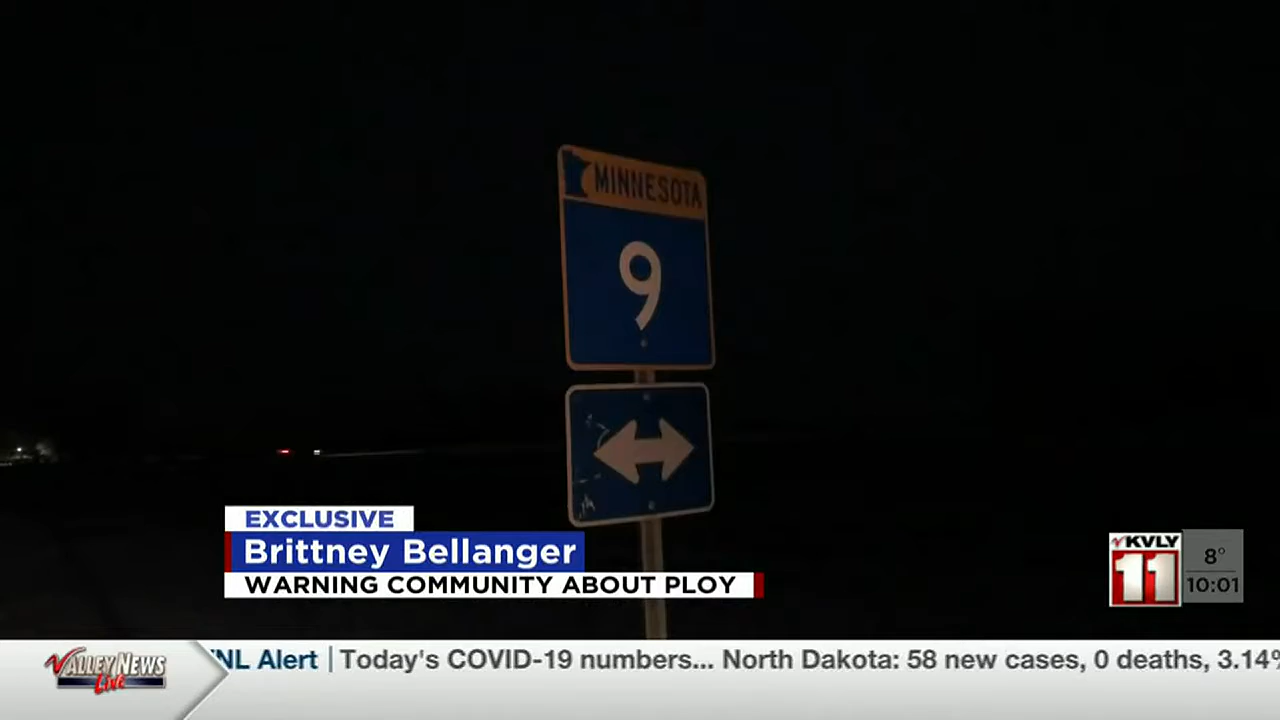 MINNESOTA
9
EXCLUSIVE
Brittney Bellanger
WARNING COMMUNITY ABOUT PLOY
KVLY
11
8°
10:01
VALLEY NEWS
Live
VNL Alert | Today's COVID-19 numbers... North Dakota: 58 new cases, 0 deaths, 3.14%